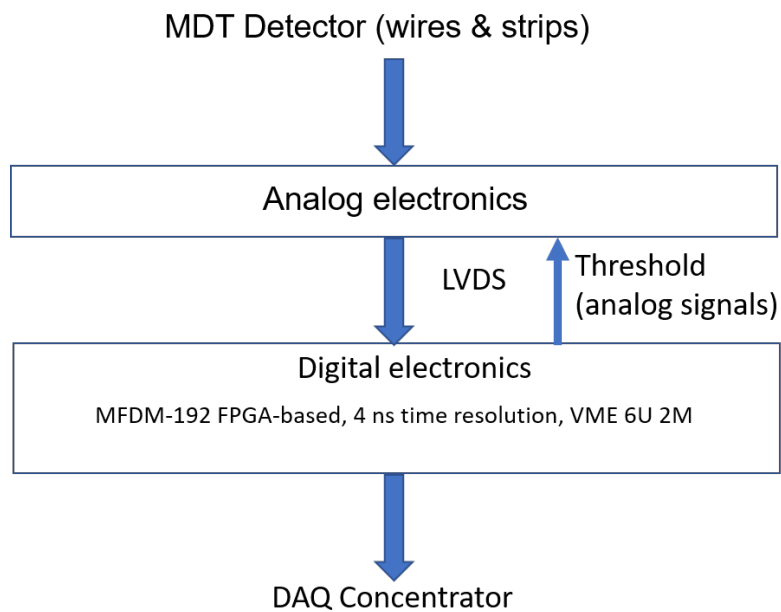 MDT Detector (wires & strips)
Analog electronics
LVDS
Threshold
(analog signals)
Digital electronics
MFDM-192 FPGA-based, 4 ns time resolution, VME 6U 2M
DAQ Concentrator